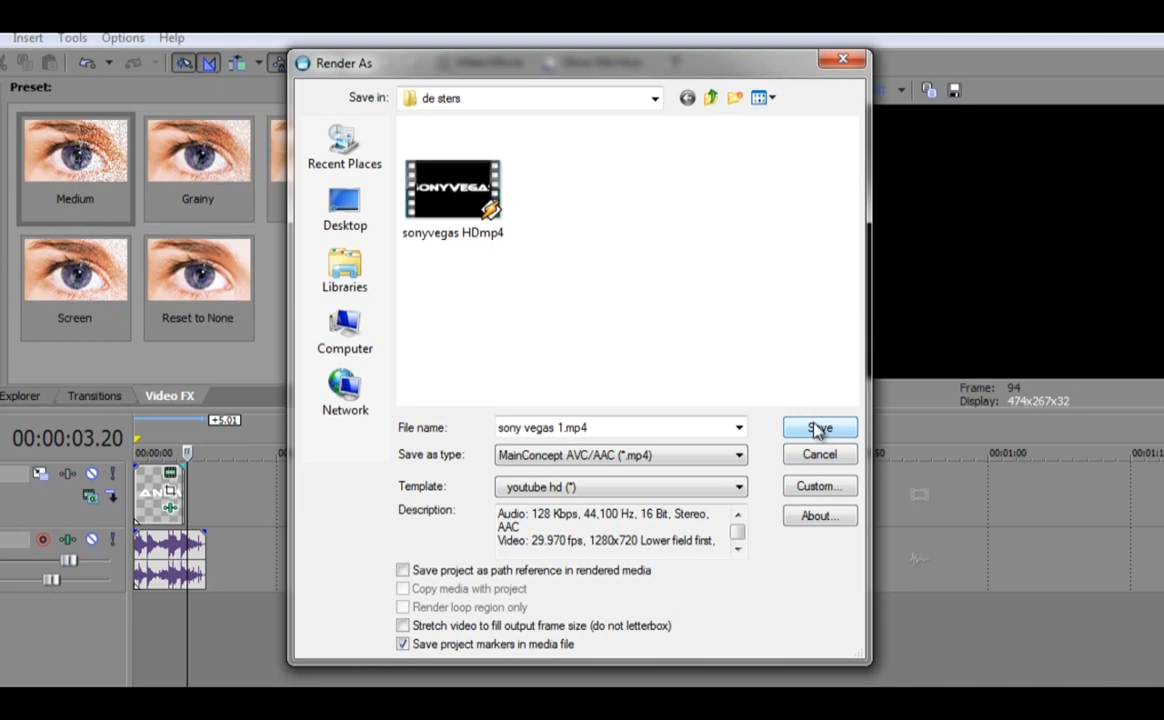 Insert Tools Options Help
Render As
Preset:
Save in: de sters
Recent Places
Desktop
Libraries
Computer
Network
Medium
Grainy
Screen
Reset to None
ONYVEGA
sonyvegas HDmp4
Explorer Transitions Video FX
Frame: 94
Display: 474x267x32
+5.01
00:00:03.20
00:00:00
00:01:00
File name: sony vegas 1.mp4 Save
Save as type: MainConcept AVC/AAC (*.mp4) Cancel
Template: youtube hd (*) Custom...
Description: Audio: 128 Kbps, 44,100 Hz, 16 Bit, Stereo,
AAC
Video: 29.970 fps, 1280x720 Lower field first,
About...
Save project as path reference in rendered media
Copy media with project
Render loop region only
Stretch video to fill output frame size (do not letterbox)
Save project markers in media file